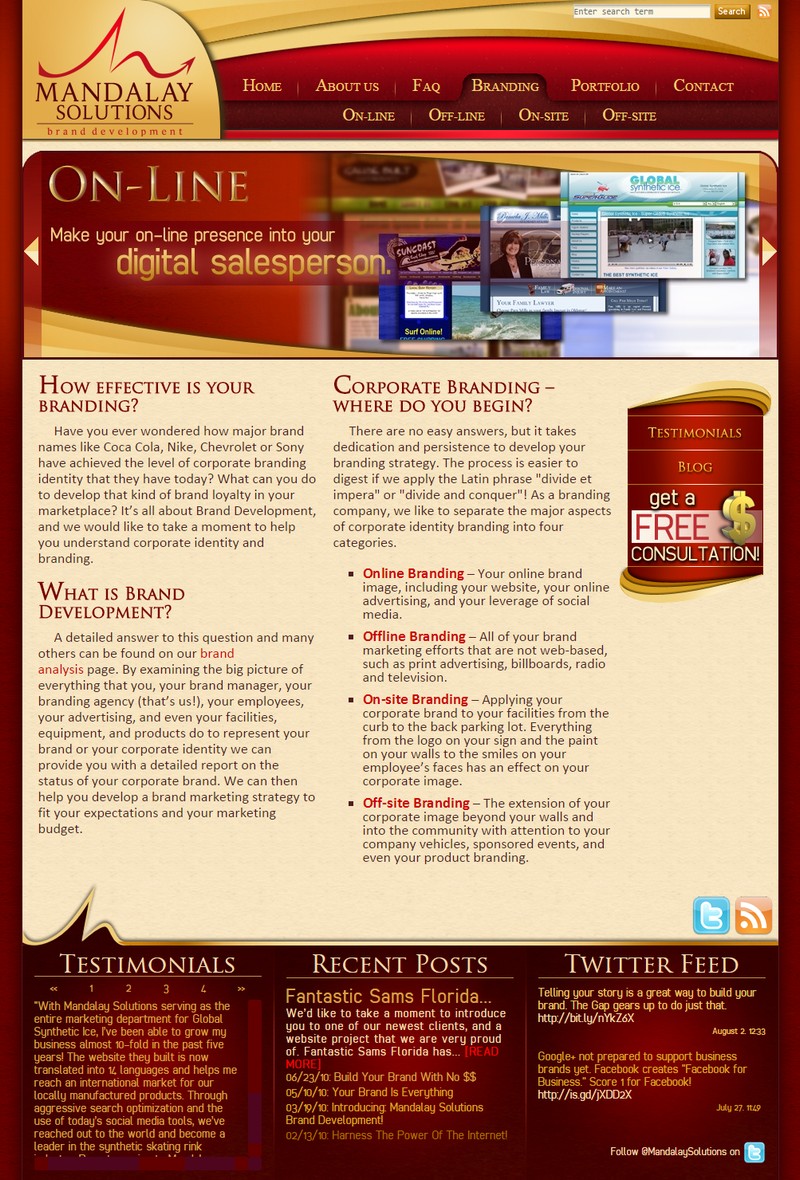 Enter search term
Search
MANDALAY
SOLUTIONS
brand development
HOME
ABOUT US
FAQ
BRANDING
PORTFOLIO
CONTACT
ON-LINE
OFF-LINE
ON-SITE
OFF-SITE
ON-LINE
Make your on-line presence into your
digital salesperson.
GLOBAL
synthetic ice
SUPERGLIDE
THE BEST SYNTHETIC ICE
SUNCOAST
YOUR FAMILY LAWYER
Surf Online!
FREE SHIPPING
HOW EFFECTIVE IS YOUR
BRANDING?
Have you ever wondered how major brand
names like Coca Cola, Nike, Chevrolet or Sony
have achieved the level of corporate branding
identity that they have today? What can you do
to develop that kind of brand loyalty in your
marketplace? It’s all about Brand Development,
and we would like to take a moment to help
you understand corporate identity and
branding.
WHAT IS BRAND
DEVELOPMENT?
A detailed answer to this question and many
others can be found on our brand
analysis page. By examining the big picture of
everything that you, your brand manager, your
branding agency (that’s us!), your employees,
your advertising, and even your facilities,
equipment, and products do to represent your
brand or your corporate identity we can
provide you with a detailed report on the
status of your corporate brand. We can then
help you develop a brand marketing strategy to
fit your expectations and your marketing
budget.
CORPORATE BRANDING –
WHERE DO YOU BEGIN?
There are no easy answers, but it takes
dedication and persistence to develop your
branding strategy. The process is easier to
digest if we apply the Latin phrase "divide et
impera" or "divide and conquer"! As a branding
company, we like to separate the major aspects
of corporate identity branding into four
categories.
Online Branding – Your online brand
image, including your website, your online
advertising, and your leverage of social
media.
Offline Branding – All of your brand
marketing efforts that are not web-based,
such as print advertising, billboards, radio
and television.
On-site Branding – Applying your
corporate brand to your facilities from the
curb to the back parking lot. Everything
from the logo on your sign and the paint
on your walls to the smiles on your
employee’s faces has an effect on your
corporate image.
Off-site Branding – The extension of your
corporate image beyond your walls and
into the community with attention to your
company vehicles, sponsored events, and
even your product branding.
TESTIMONIALS
BLOG
get a
FREE $
CONSULTATION!
TESTIMONIALS
« 1 2 3 4 »
"With Mandalay Solutions serving as the
entire marketing department for Global
Synthetic Ice, I've been able to grow my
business almost 10-fold in the past five
years! The website they built is now
translated into 14 languages and helps me
reach an international market for our
locally manufactured products. Through
aggressive search optimization and the
use of today's social media tools, we've
reached out to the world and become a
leader in the synthetic skating rink
RECENT POSTS
Fantastic Sams Florida...
We'd like to take a moment to introduce
you to one of our newest clients, and a
website project that we are very proud
of. Fantastic Sams Florida has... [READ
MORE]
06/23/10: Build Your Brand With No $$
05/10/10: Your Brand Is Everything
03/19/10: Introducing: Mandalay Solutions
Brand Development!
02/13/10: Harness The Power Of The Internet!
TWITTER FEED
Telling your story is a great way to build your
brand. The Gap gears up to do just that.
http://bit.ly/nYkZ6X
August 2. 12:33
Google+ not prepared to support business
brands yet. Facebook creates "Facebook for
Business." Score 1 for Facebook!
http://is.gd/jXDD2X
July 27. 11:49
Follow @MandalaySolutions on